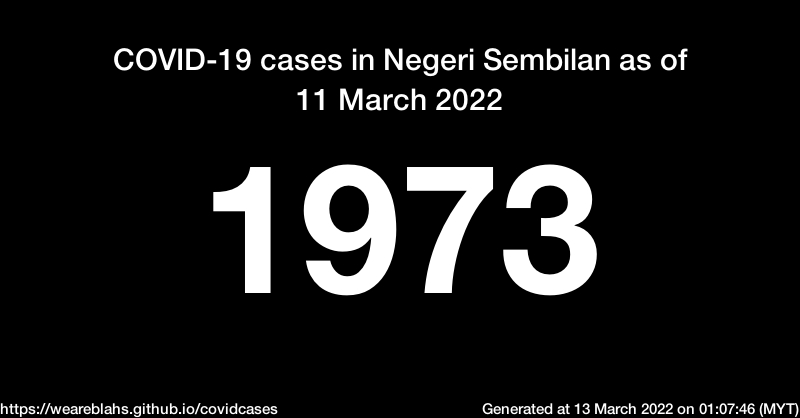 COVID-19 cases in Negeri Sembilan as of
11 March 2022
1973
https://weareblahs.github.io/covidcases
Generated at 13 March 2022 on 01:07:46 (MYT)